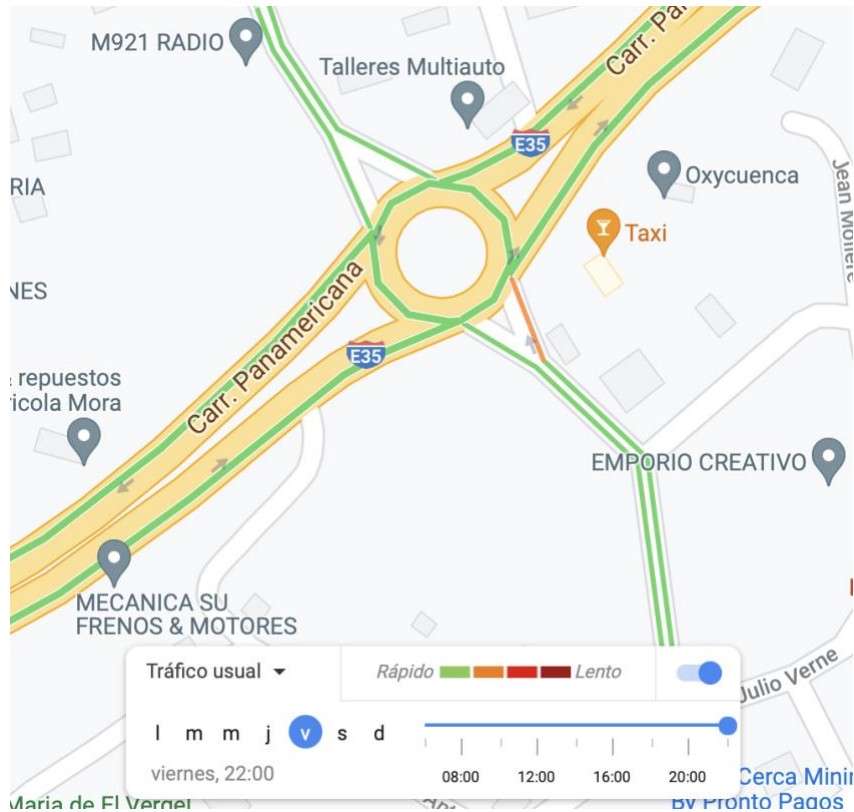 M921 RADIO
Talleres Multiauto
Carr. Pa
E35
RIA
Oxycuenca
Jean Moliere
Taxi
NES
Carr. Panamericana
E35
repuestos
icola Mora
EMPORIO CREATIVO
MECANICA SU
FRENOS & MOTORES
Tráfico usual
Rápido
Lento
Julio Verne
l m m j v s d
viernes, 22:00
08:00 12:00 16:00 20:00
Cerca Minir
Maria de El Vergel
By Pronto Pagos